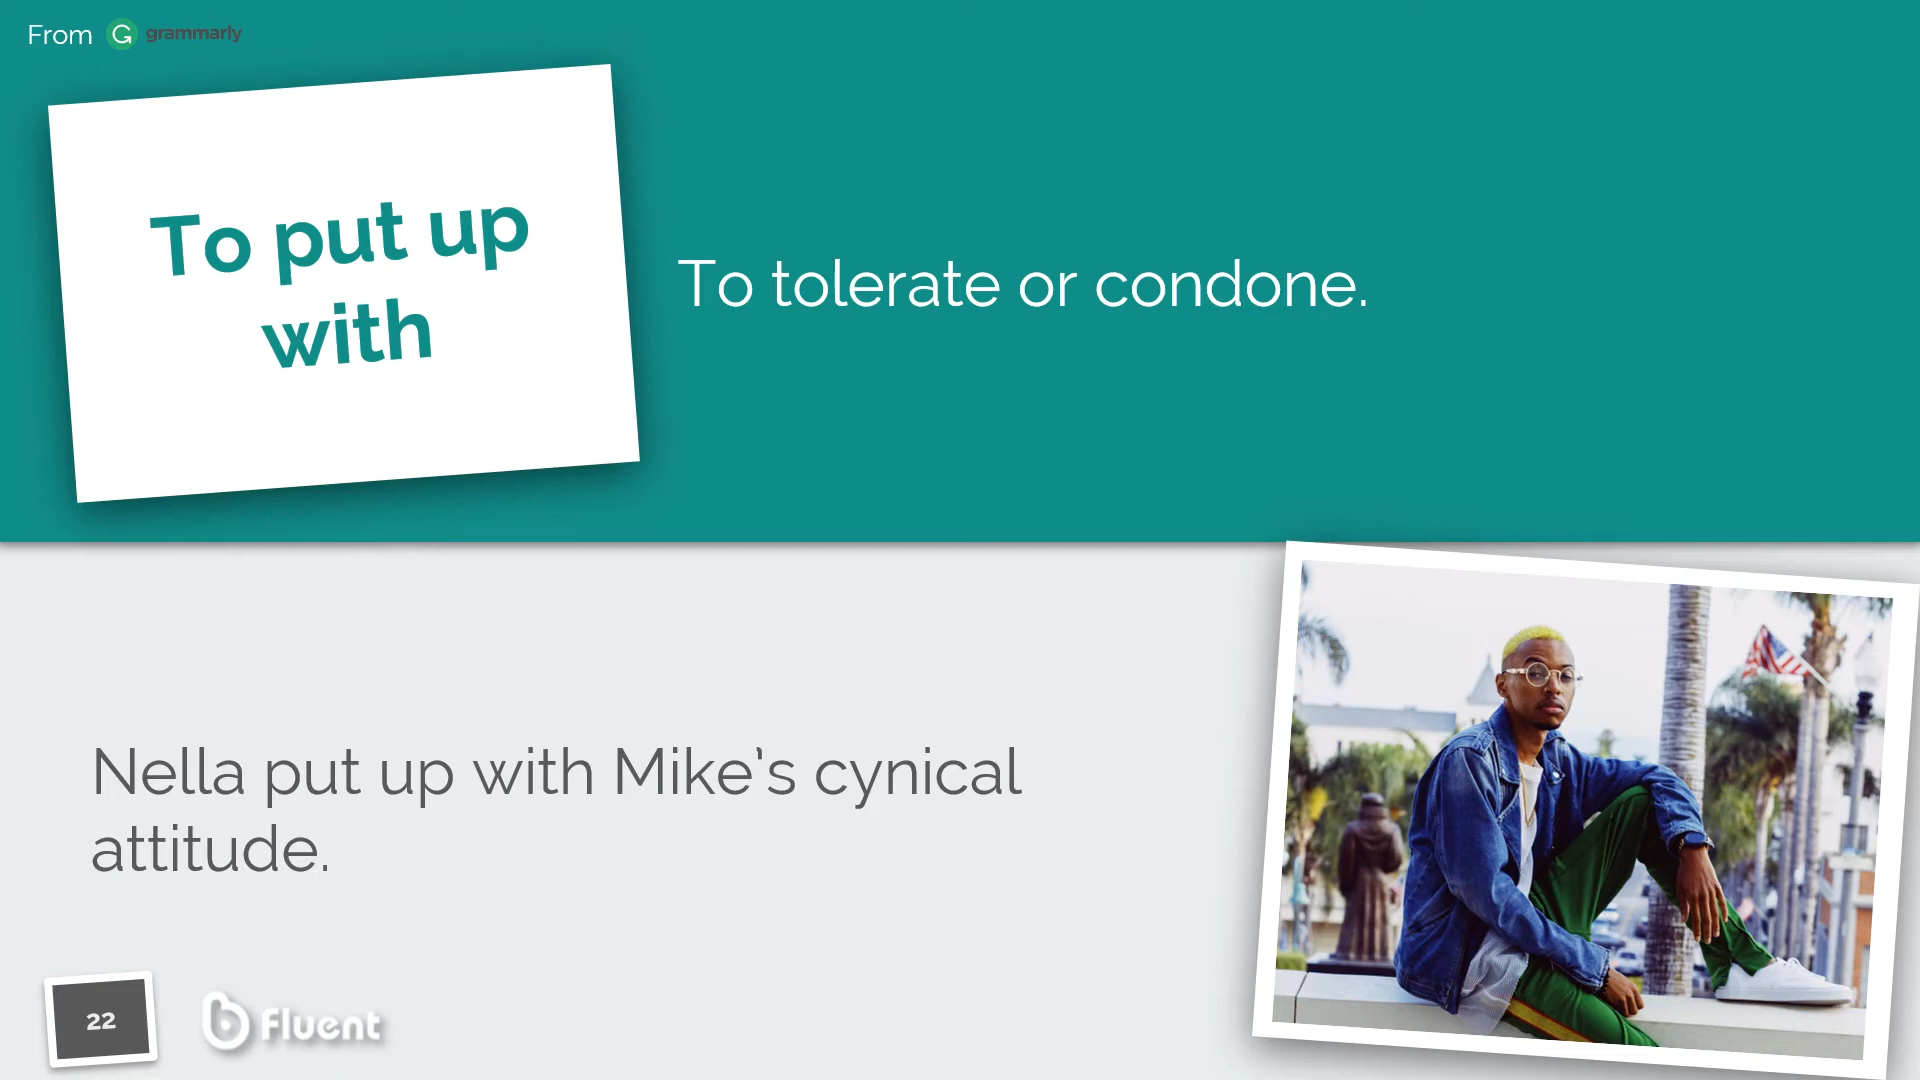 From grammarly
To put up
with
To tolerate or condone.
Nella put up with Mike's cynical
attitude.
22
b fluent